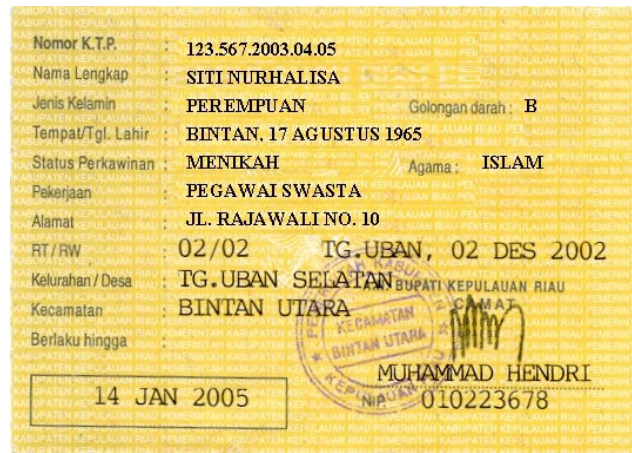 Nomor K.T.P. : 123.567.2003.04.05
Nama Lengkap : SITI NURHALISA
Jenis Kelamin : PEREMPUAN Golongan darah : B
Tempat/Tgl. Lahir : BINTAN, 17 AGUSTUS 1965
Status Perkawinan : MENIKAH Agama : ISLAM
Pekerjaan : PEGAWAI SWASTA
Alamat : JL. RAJAWALI NO. 10
RT / RW : 02/02 TG.UBAN, 02 DES 2002
Kelurahan / Desa : TG.UBAN SELATAN BUPATI KEPULAUAN RIAU
Kecamatan : BINTAN UTARA CAMAT
Berlaku hingga :
KECAMATAN
BINTAN UTARA
MUHAMMAD HENDRI
14 JAN 2005 NIP. 010223678